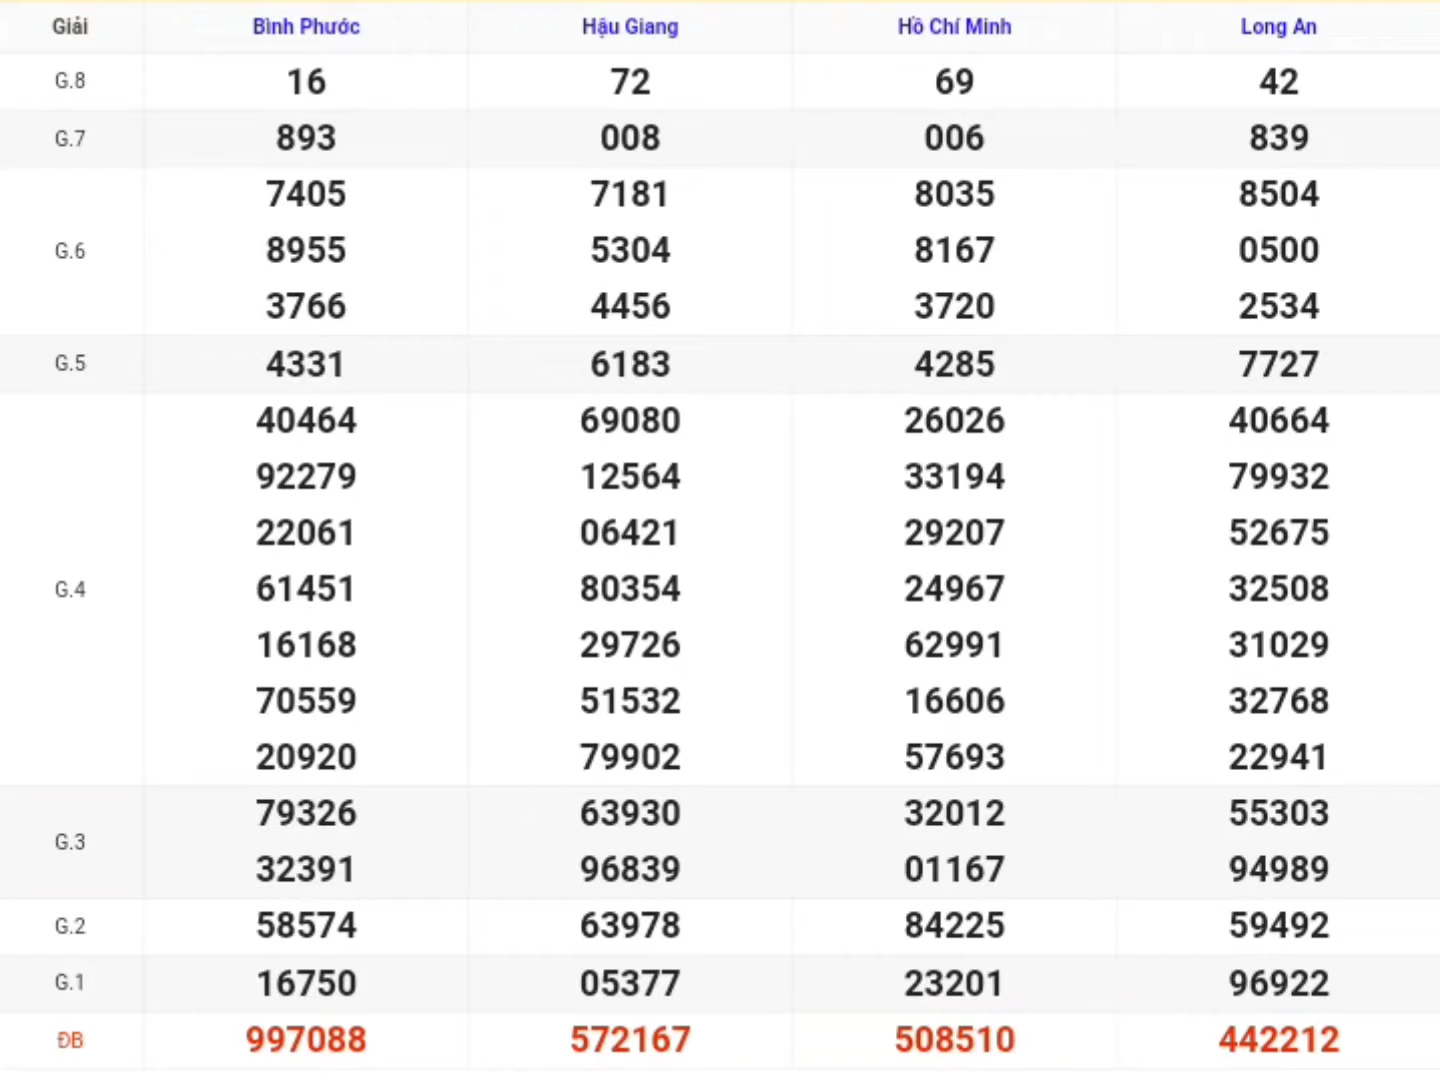 Giải Bình Phước Hậu Giang Hồ Chí Minh Long An
G.8 16 72 69 42
G.7 893 008 006 839
7405 7181 8035 8504
G.6 8955 5304 8167 0500
3766 4456 3720 2534
G.5 4331 6183 4285 7727
40464 69080 26026 40664
92279 12564 33194 79932
22061 06421 29207 52675
G.4 61451 80354 24967 32508
16168 29726 62991 31029
70559 51532 16606 32768
20920 79902 57693 22941
G.3 79326 63930 32012 55303
32391 96839 01167 94989
G.2 58574 63978 84225 59492
G.1 16750 05377 23201 96922
ĐB 997088 572167 508510 442212